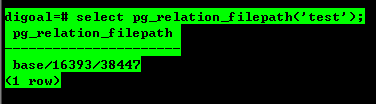 digoal=# select pg_relation_filepath('test');
 pg_relation_filepath
----------------------
 base/16393/38447
(1 row)